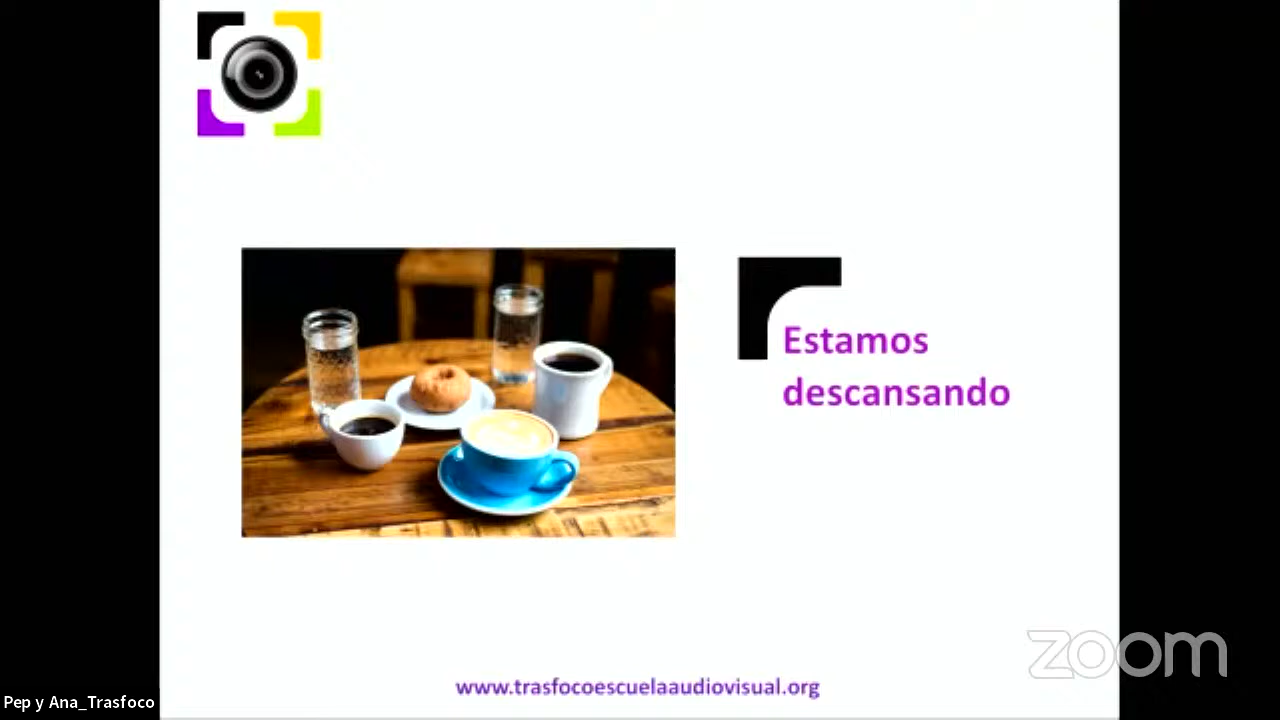 Estamos
descansando
zoom
www.trasfocoescuelaaudiovisual.org
Pep y Ana_Trasfoco